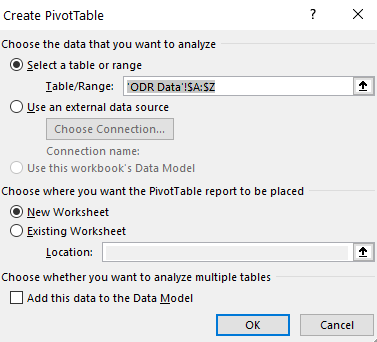 Create PivotTable ? ×
Choose the data that you want to analyze
Select a table or range
Table/Range: 'ODR Data'!$A:$Z
Use an external data source
Choose Connection...
Connection name:
Use this workbook's Data Model
Choose where you want the PivotTable report to be placed
New Worksheet
Existing Worksheet
Location:
Choose whether you want to analyze multiple tables
Add this data to the Data Model
OK Cancel